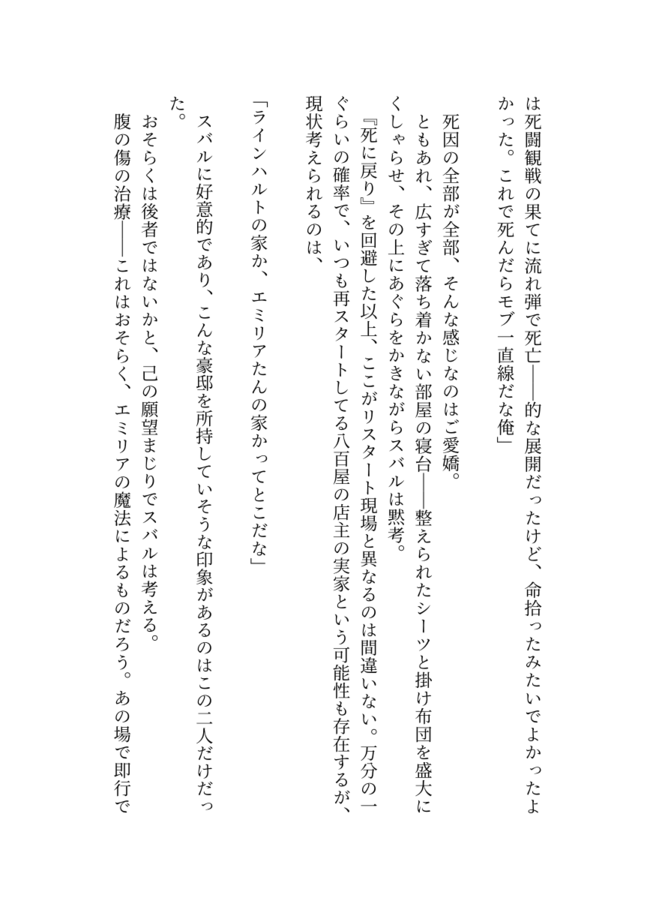 は死闘観戦の果てに流れ弾で死亡――的な展開だったけど、命拾ったみたいでよかったよ
かった。これで死んだらモブ一直線だな俺」
死因の全部が全部、そんな感じなのはご愛嬌。
ともあれ、広すぎて落ち着かない部屋の寝台――整えられたシーツと掛け布団を盛大に
くしゃらせ、その上にあぐらをかきながらスバルは黙考。
『死に戻り』を回避した以上、ここがリスタート現場と異なるのは間違いない。万分の一
ぐらいの確率で、いつも再スタートしてる八百屋の店主の実家という可能性も存在するが、
現状考えられるのは、
「ラインハルトの家か、エミリアたんの家かってとこだな」
スバルに好意的であり、こんな豪邸を所持していそうな印象があるのはこの二人だけだっ
た。
おそらくは後者ではないかと、己の願望まじりでスバルは考える。
腹の傷の治療――これはおそらく、エミリアの魔法によるものだろう。あの場で即行で